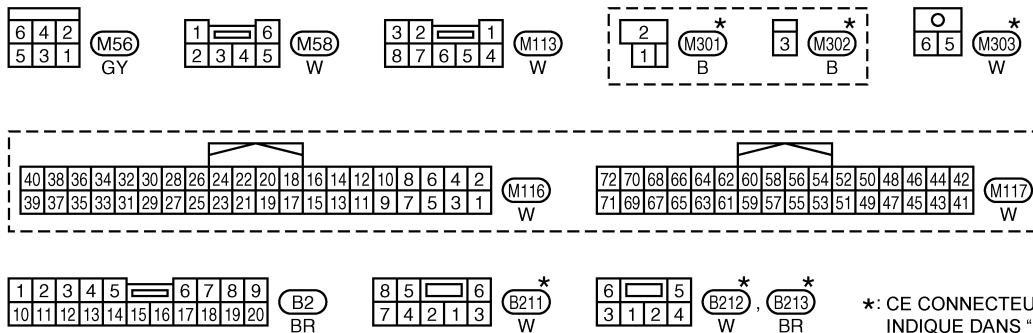 6 4 2
5 3 1
M56
GY
1 6
2 3 4 5
M58
W
3 2 1
8 7 6 5 4
M113
W
2
1
M301
*
B
3
M302
*
B
6 5
M303
*
W
40 38 36 34 32 30 28 26 24 22 20 18 16 14 12 10 8 6 4 2
39 37 35 33 31 29 27 25 23 21 19 17 15 13 11 9 7 5 3 1
M116
W
72 70 68 66 64 62 60 58 56 54 52 50 48 46 44 42
71 69 67 65 63 61 59 57 55 53 51 49 47 45 43 41
M117
W
1 2 3 4 5 6 7 8 9
10 11 12 13 14 15 16 17 18 19 20
B2
BR
8 5 6
7 4 2 1 3
B211
*
W
6 5
3 1 2 4
B212
*
W
,
B213
*
BR
*: CE CONNECTEU
INDIQUE DANS "